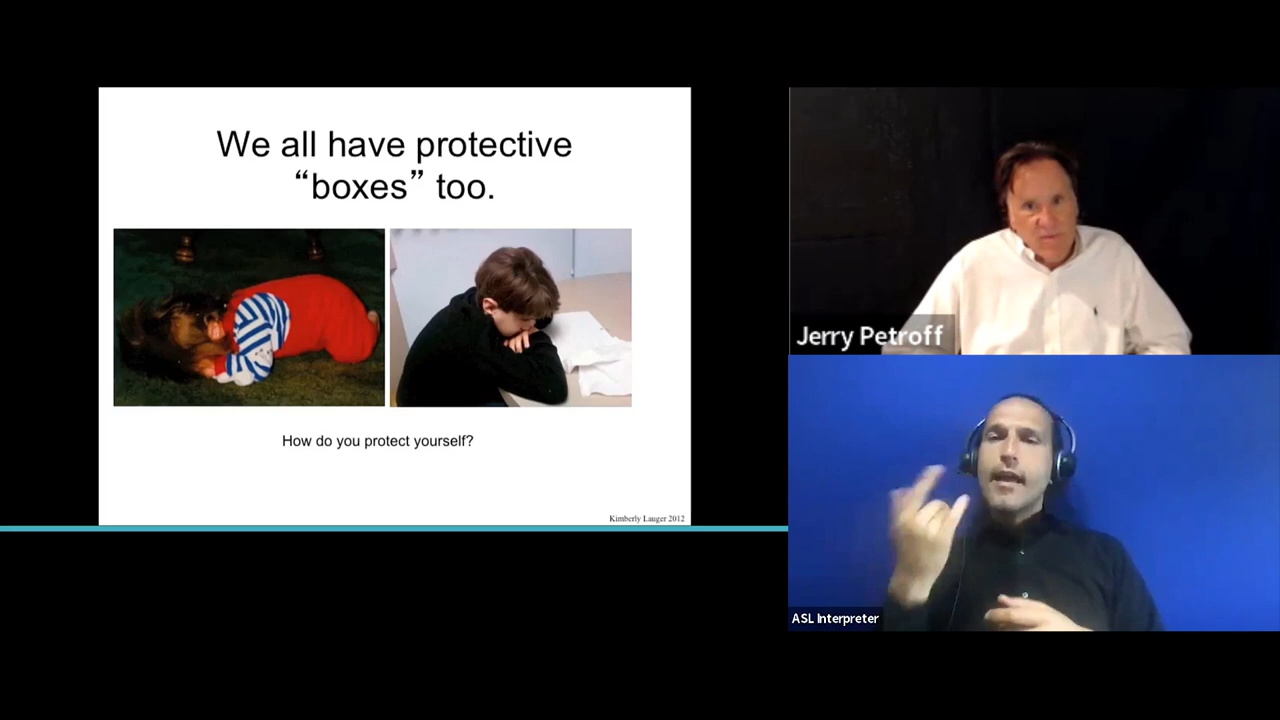 We all have protective
“boxes” too.
How do you protect yourself?
Kimberly Lauger 2012
Jerry Petroff
ASL Interpreter